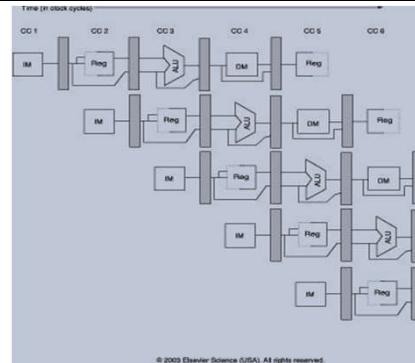 Time (in clock cycles)
CC 1 CC 2 CC 3 CC 4 CC 5 CC 6
IM Reg ALU DM Reg
IM Reg ALU DM Reg
IM Reg ALU DM
IM Reg ALU
IM Reg
© 2003 Elsevier Science (USA). All rights reserved.